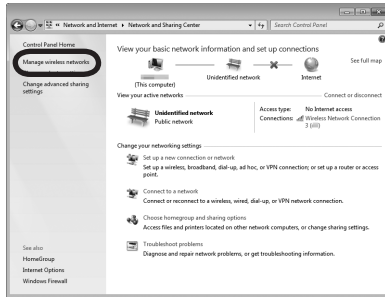 « Network and Internet ▸ Network and Sharing Center
Search Control Panel
Control Panel Home
Manage wireless networks
Change advanced sharing
settings
See also
HomeGroup
Internet Options
Windows Firewall
View your basic network information and set up connections
See full map
(This computer)
Unidentified network
Internet
View your active networks
Connect or disconnect
Unidentified network
Public network
Access type: No Internet access
Connections: Wireless Network Connection
3 (illi)
Change your networking settings
Set up a new connection or network
Set up a wireless, broadband, dial-up, ad hoc, or VPN connection; or set up a router or access
point.
Connect to a network
Connect or reconnect to a wireless, wired, dial-up, or VPN network connection.
Choose homegroup and sharing options
Access files and printers located on other network computers, or change sharing settings.
Troubleshoot problems
Diagnose and repair network problems, or get troubleshooting information.